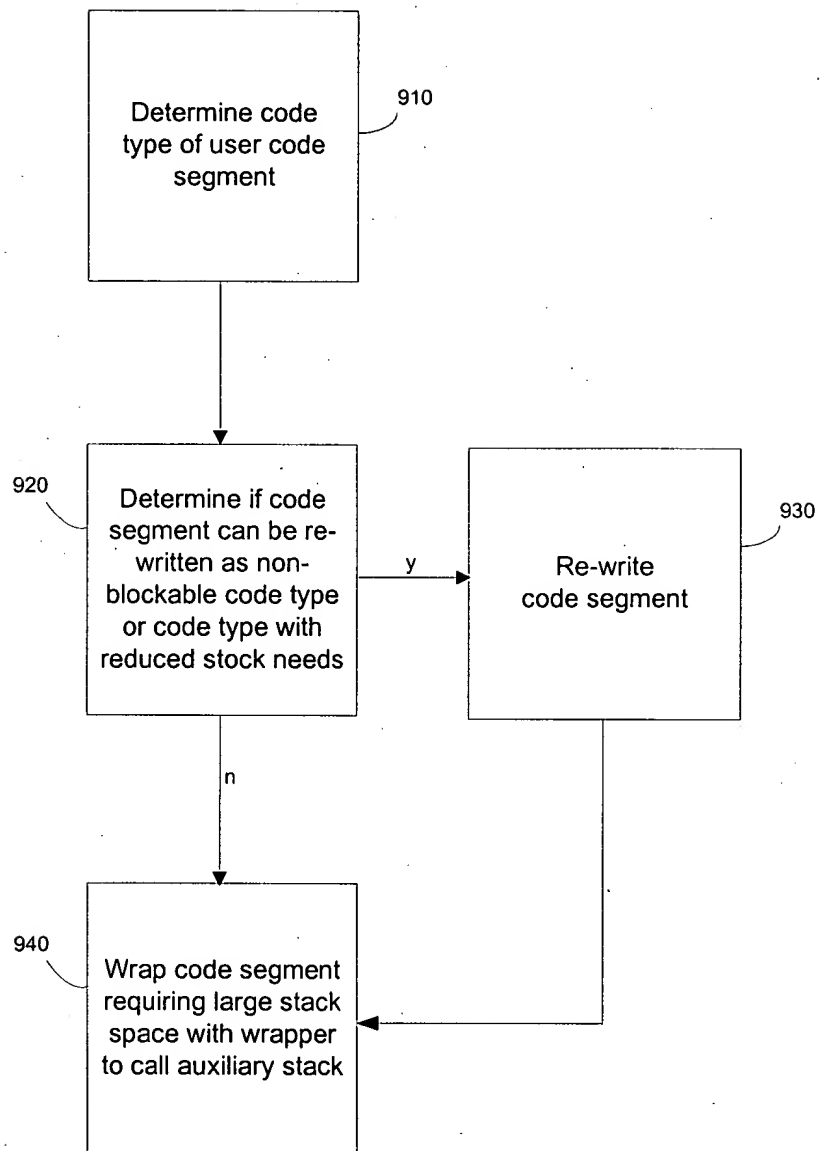 Determine code
type of user code
segment
910
920
Determine if code
segment can be re-
written as non-
blockable code type
or code type with
reduced stock needs
y
930
Re-write
code segment
n
940
Wrap code segment
requiring large stack
space with wrapper
to call auxiliary stack